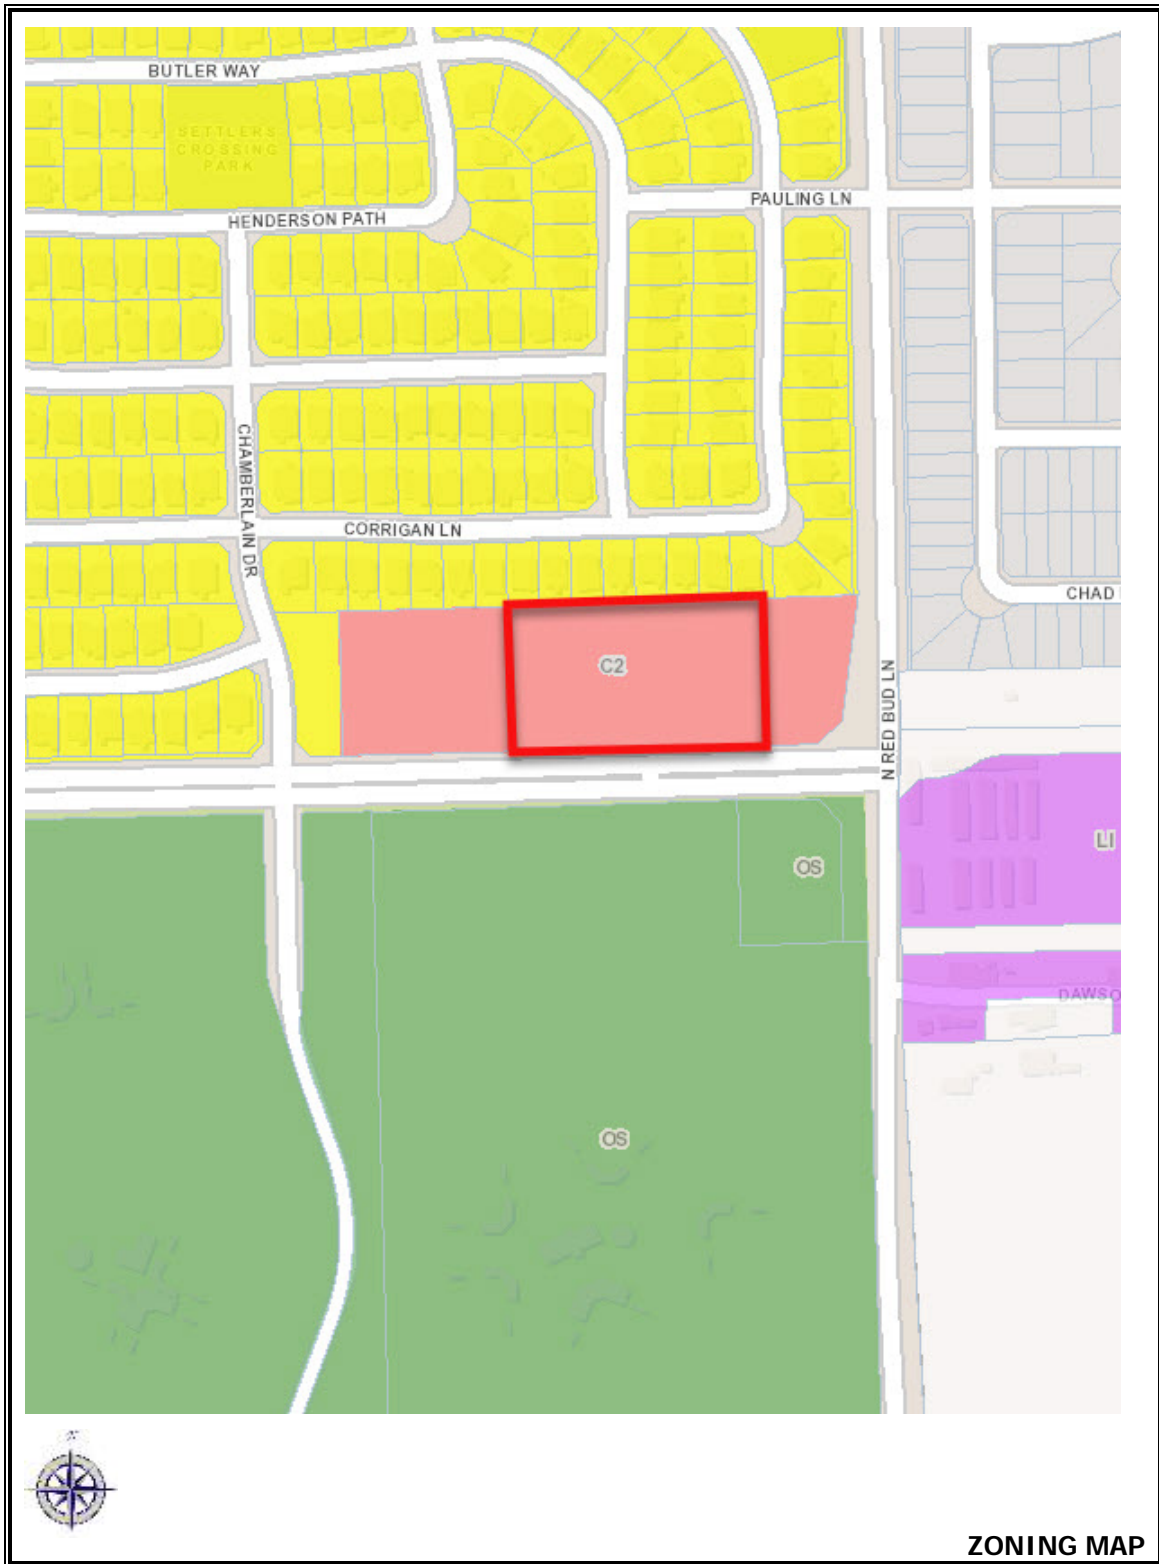 BUTLER WAY
SETTLERS
CROSSING
PARK
PAULING LN
HENDERSON PATH
CHAMBERLAIN DR
CORRIGAN LN
CHAD
C2
N RED BUD LN
LI
OS
DAWSO
OS
N
ZONING MAP